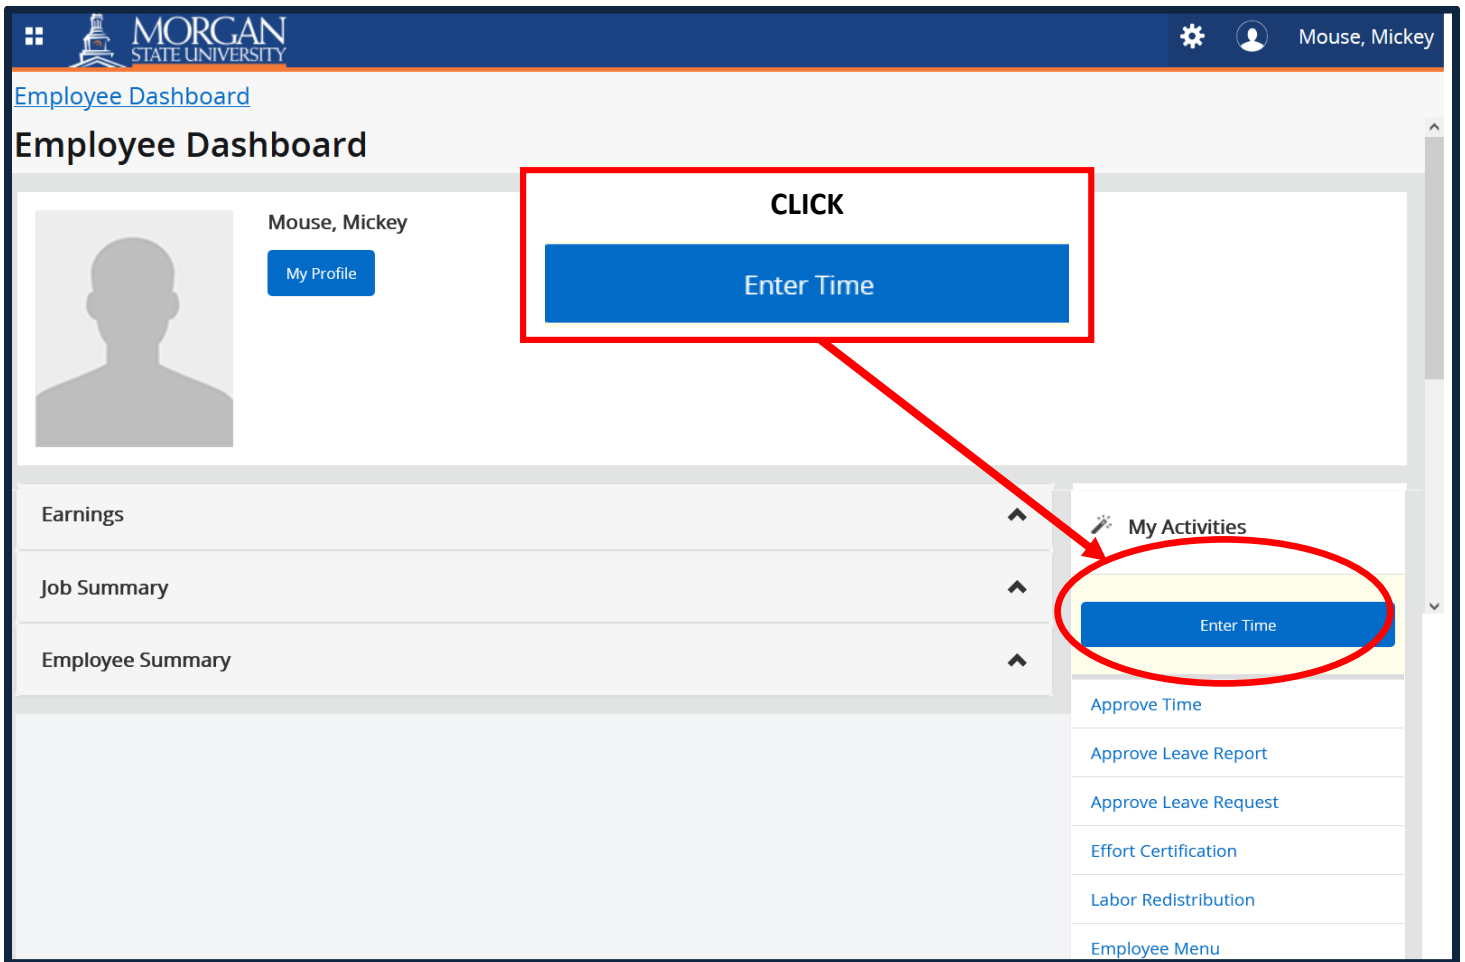 MORGAN
STATE UNIVERSITY
Mouse, Mickey
Employee Dashboard
Employee Dashboard
Mouse, Mickey
My Profile
CLICK
Enter Time
Earnings
Job Summary
Employee Summary
My Activities
Enter Time
Approve Time
Approve Leave Report
Approve Leave Request
Effort Certification
Labor Redistribution
Employee Menu